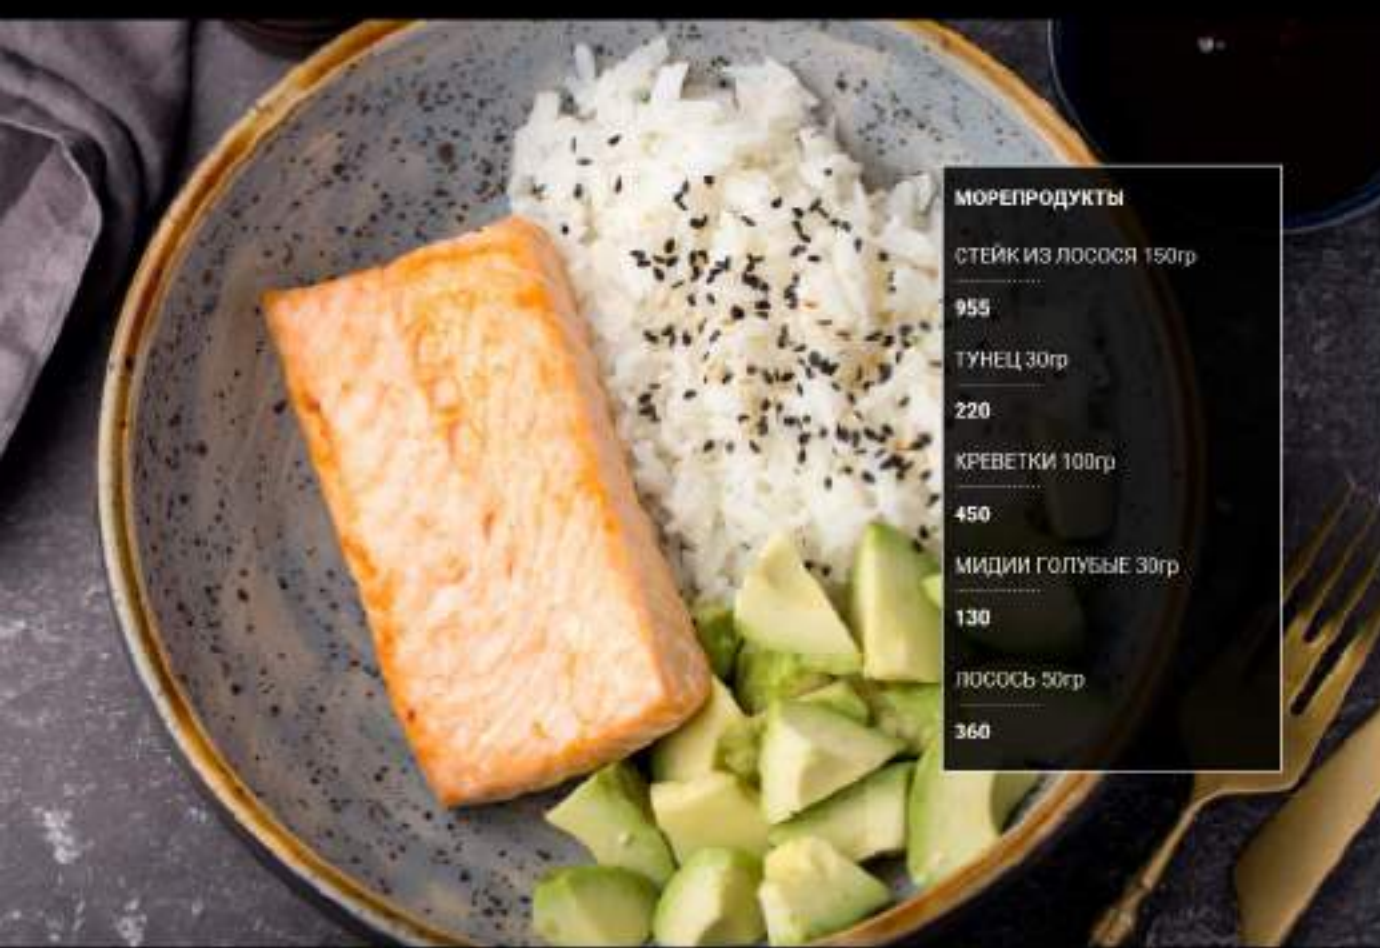 МОРЕПРОДУКТЫ
СТЕЙК ИЗ ЛОСОСЯ 150гр
955
ТУНЕЦ 30гр
220
КРЕВЕТКИ 100гр
450
МИДИИ ГОЛУБЫЕ 30гр
130
ЛОСОСЬ 50гр
360